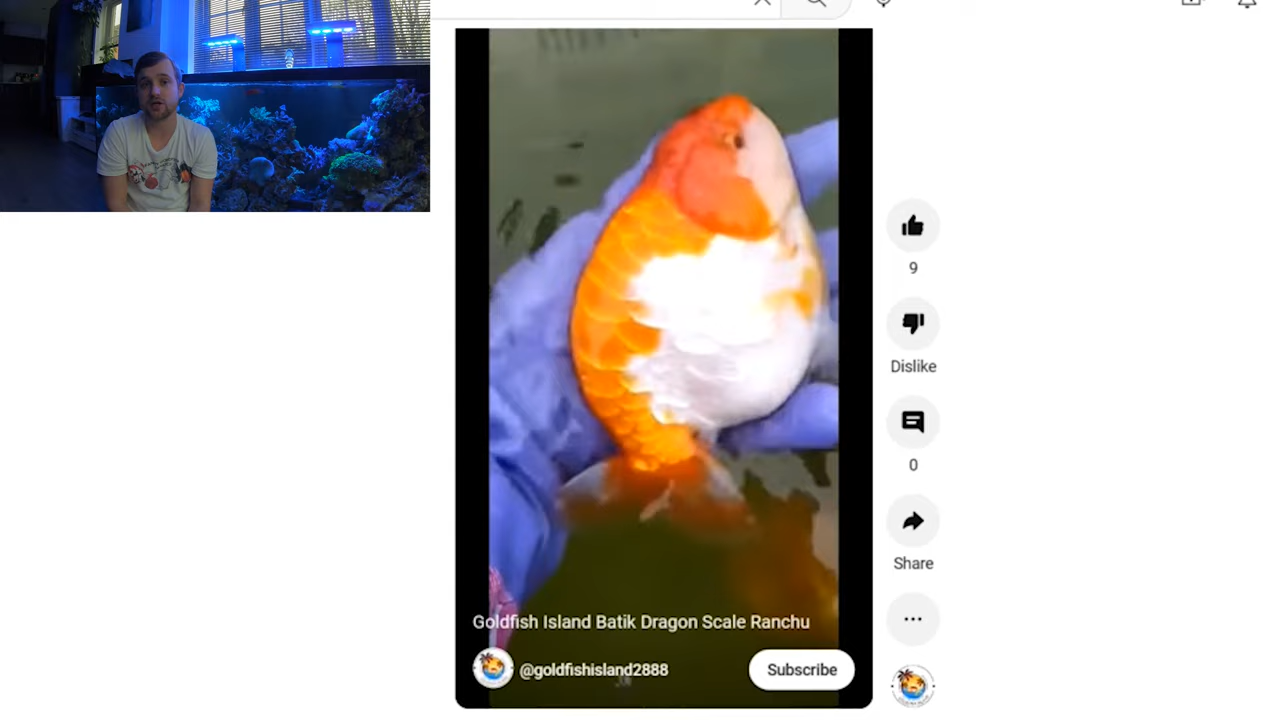 9
Dislike
0
Share
Goldfish Island Batik Dragon Scale Ranchu
@goldfishisland2888
Subscribe